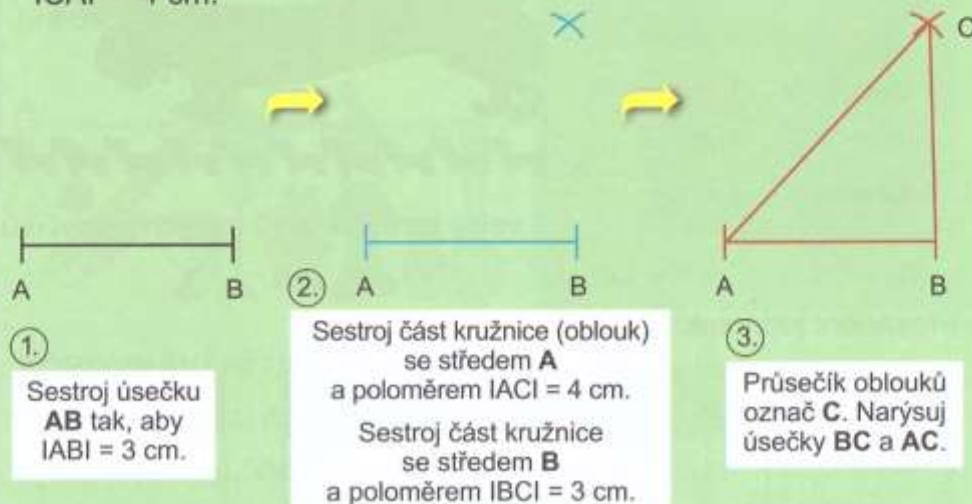 C
A
B
2.
A
B
A
B
1.
Sestroj úsečku
AB tak, aby
IABI = 3 cm.
Sestroj část kružnice (oblouk)
se středem A
a poloměrem IACI = 4 cm.
Sestroj část kružnice
se středem B
a poloměrem IBCI = 3 cm.
3.
Průsečík oblouků
označ C. Narýsuj
úsečky BC a AC.